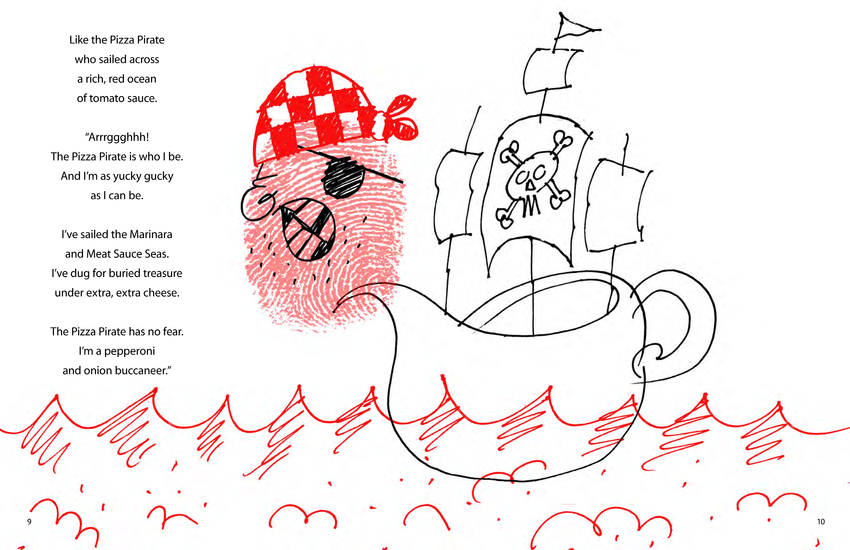 Like the Pizza Pirate
who sailed across
a rich, red ocean
of tomato sauce.
“Arrrggghhh!
The Pizza Pirate is who I be.
And I’m as yucky gucky
as I can be.
I’ve sailed the Marinara
and Meat Sauce Seas.
I’ve dug for buried treasure
under extra, extra cheese.
The Pizza Pirate has no fear.
I’m a pepperoni
and onion buccaneer.”
9
10